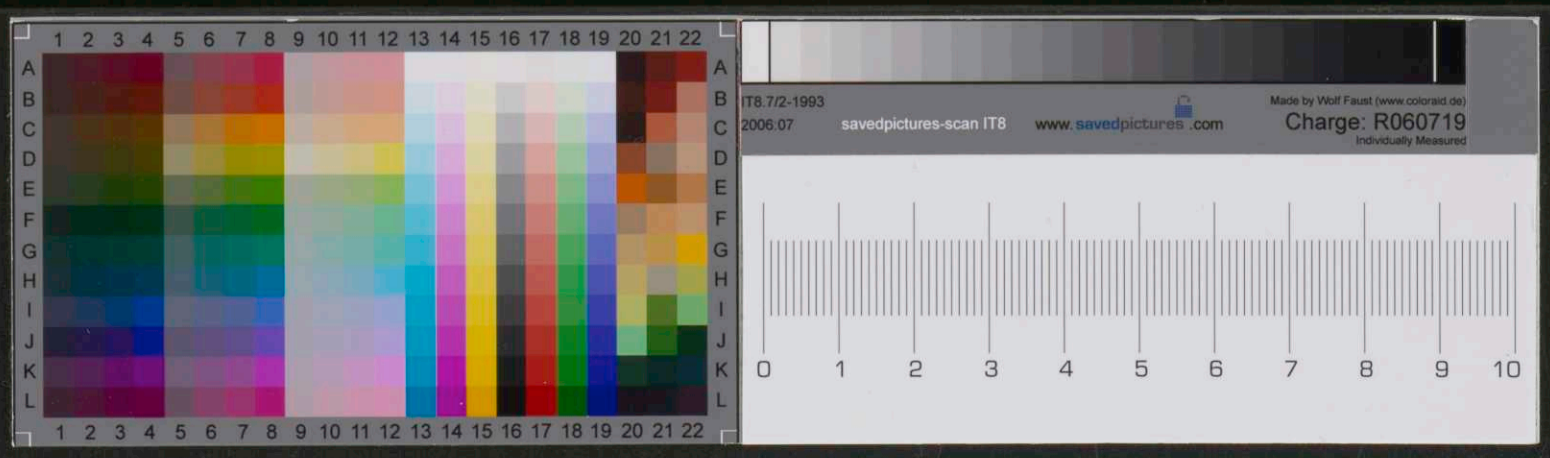 1 2 3 4 5 6 7 8 9 10 11 12 13 14 15 16 17 18 19 20 21 22
A A
B B
C C
D D
E E
F F
G G
H H
I I
J J
K K
L L
1 2 3 4 5 6 7 8 9 10 11 12 13 14 15 16 17 18 19 20 21 22
IT8.7/2-1993
2006:07
savedpictures-scan IT8
www.savedpictures.com
Made by Wolf Faust (www.coloraid.de)
Charge: R060719
Individually Measured
0 1 2 3 4 5 6 7 8 9 10